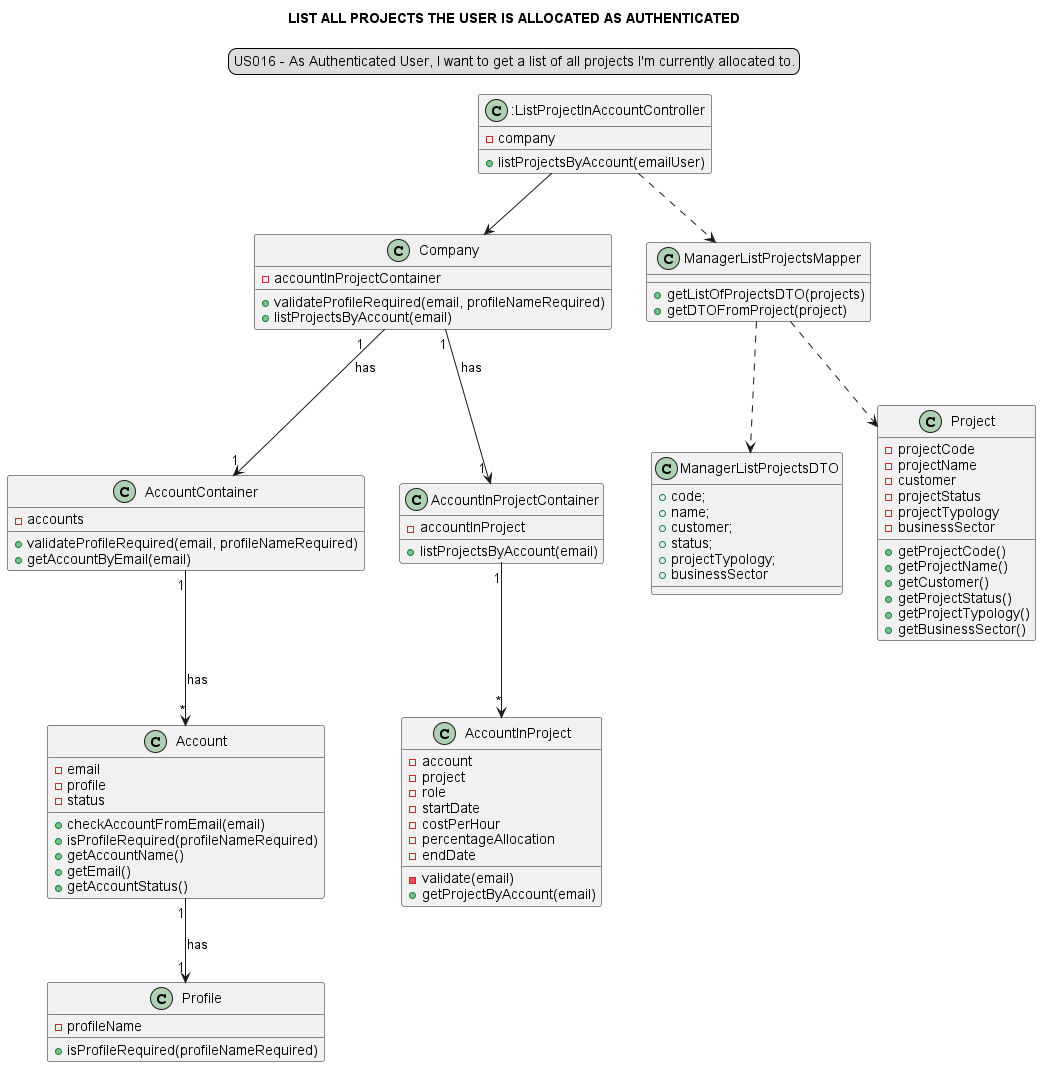 LIST ALL PROJECTS THE USER IS ALLOCATED AS AUTHENTICATED
US016 - As Authenticated User, I want to get a list of all projects I'm currently allocated to.
C :ListProjectInAccountController
company
listProjectsByAccount(emailUser)
C Company
accountInProjectContainer
validateProfileRequired(email, profileNameRequired)
listProjectsByAccount(email)
C ManagerListProjectsMapper
getListOfProjectsDTO(projects)
getDTOFromProject(project)
1
has
1
1
has
1
C AccountContainer
accounts
validateProfileRequired(email, profileNameRequired)
getAccountByEmail(email)
C AccountInProjectContainer
accountInProject
listProjectsByAccount(email)
C ManagerListProjectsDTO
code;
name;
customer;
status;
projectTypology;
businessSector
C Project
projectCode
projectName
customer
projectStatus
projectTypology
businessSector
getProjectCode()
getProjectName()
getCustomer()
getProjectStatus()
getProjectTypology()
getBusinessSector()
1
has
*
1
*
C Account
email
profile
status
checkAccountFromEmail(email)
isProfileRequired(profileNameRequired)
getAccountName()
getEmail()
getAccountStatus()
C AccountInProject
account
project
role
startDate
costPerHour
percentageAllocation
endDate
validate(email)
getProjectByAccount(email)
1
has
1
C Profile
profileName
isProfileRequired(profileNameRequired)